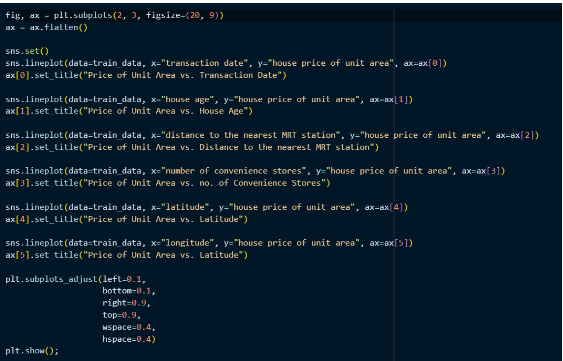 fig, ax = plt.subplots(2, 3, figsize=(20, 9))
ax = ax.flatten()

sns.set()
sns.lineplot(data=train_data, x="transaction date", y="house price of unit area", ax=ax[0])
ax[0].set_title("Price of Unit Area vs. Transaction Date")

sns.lineplot(data=train_data, x="house age", y="house price of unit area", ax=ax[1])
ax[1].set_title("Price of Unit Area vs. House Age")

sns.lineplot(data=train_data, x="distance to the nearest MRT station", y="house price of unit area", ax=ax[2])
ax[2].set_title("Price of Unit Area vs. Distance to the nearest MRT station")

sns.lineplot(data=train_data, x="number of convenience stores", y="house price of unit area", ax=ax[3])
ax[3].set_title("Price of Unit Area vs. no. of Convenience Stores")

sns.lineplot(data=train_data, x="latitude", y="house price of unit area", ax=ax[4])
ax[4].set_title("Price of Unit Area vs. Latitude")

sns.lineplot(data=train_data, x="longitude", y="house price of unit area", ax=ax[5])
ax[5].set_title("Price of Unit Area vs. Latitude")

plt.subplots_adjust(left=0.1,
                    bottom=0.1,
                    right=0.9,
                    top=0.9,
                    wspace=0.4,
                    hspace=0.4)
plt.show();